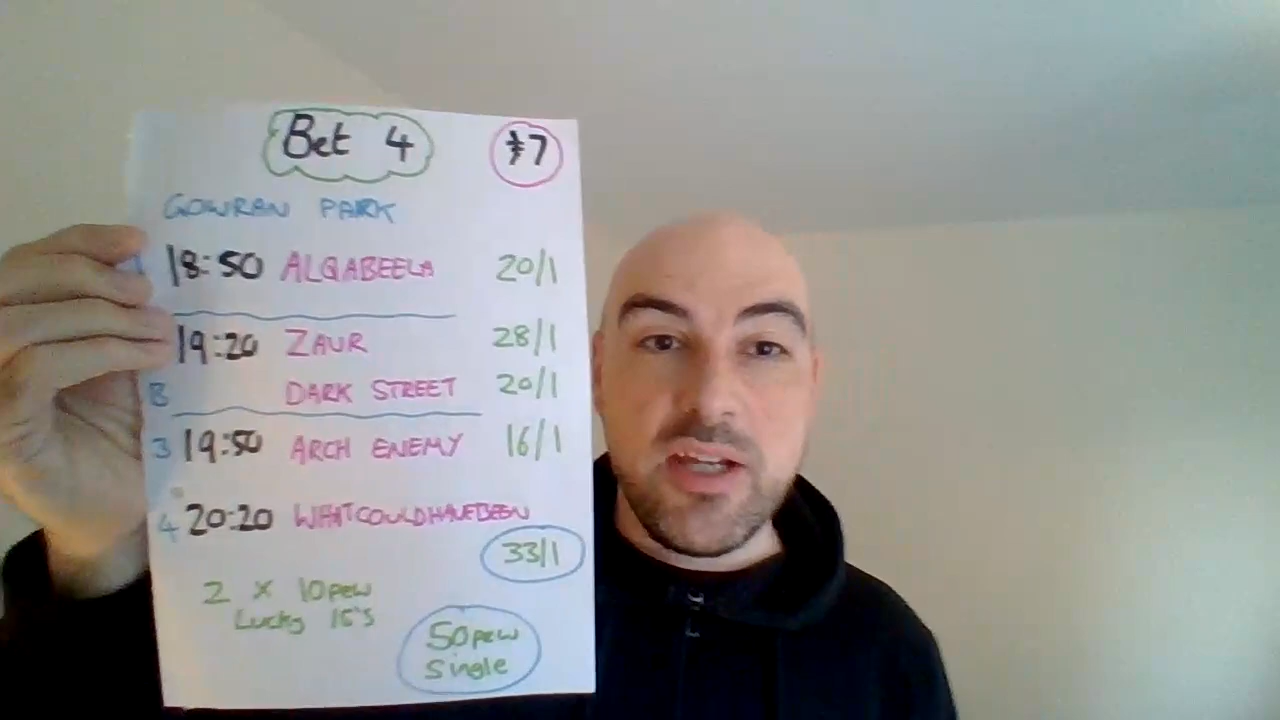 Bet 4
£7
GOWRAN PARK
18:50 ALQABEELA 20/1
19:20 ZAUR 28/1
B DARK STREET 20/1
3 19:50 ARCH ENEMY 16/1
4 20:20 WHATCOULDHAVEBEEN
33/1
2 x 10pew
Lucky 15's
50pew
Single